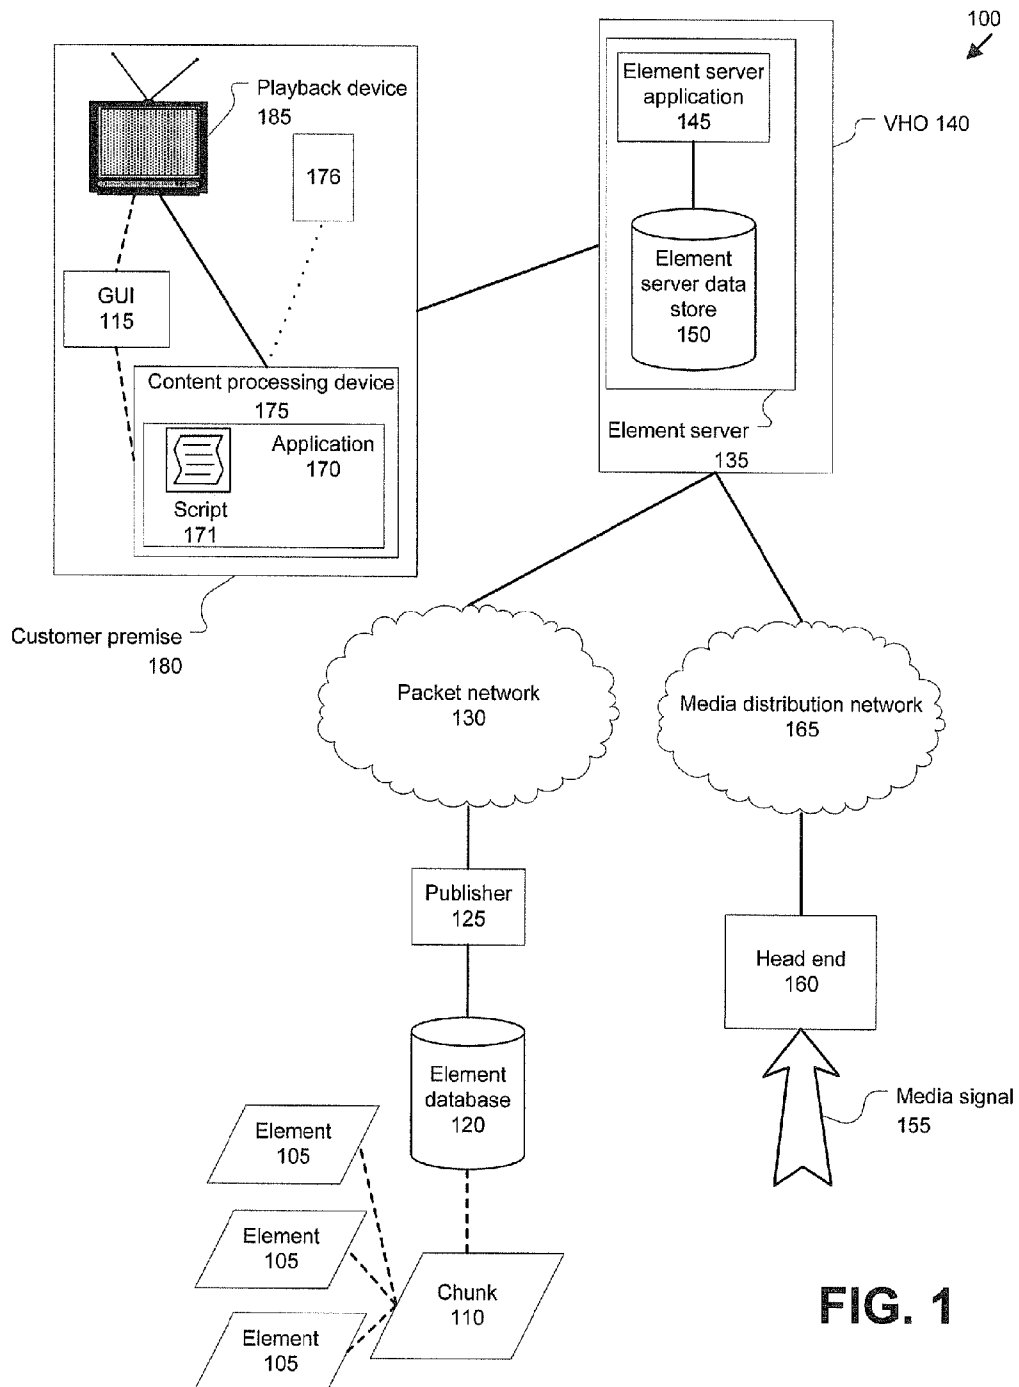 100
Playback device
185
176
GUI
115
Content processing device
175
Application
170
Script
171
Customer premise
180
Element server
application
145
VHO 140
Element
server data
store
150
Element server
135
Packet network
130
Media distribution network
165
Publisher
125
Head end
160
Element
database
120
Media signal
155
Element
105
Element
105
Element
105
Chunk
110
FIG. 1